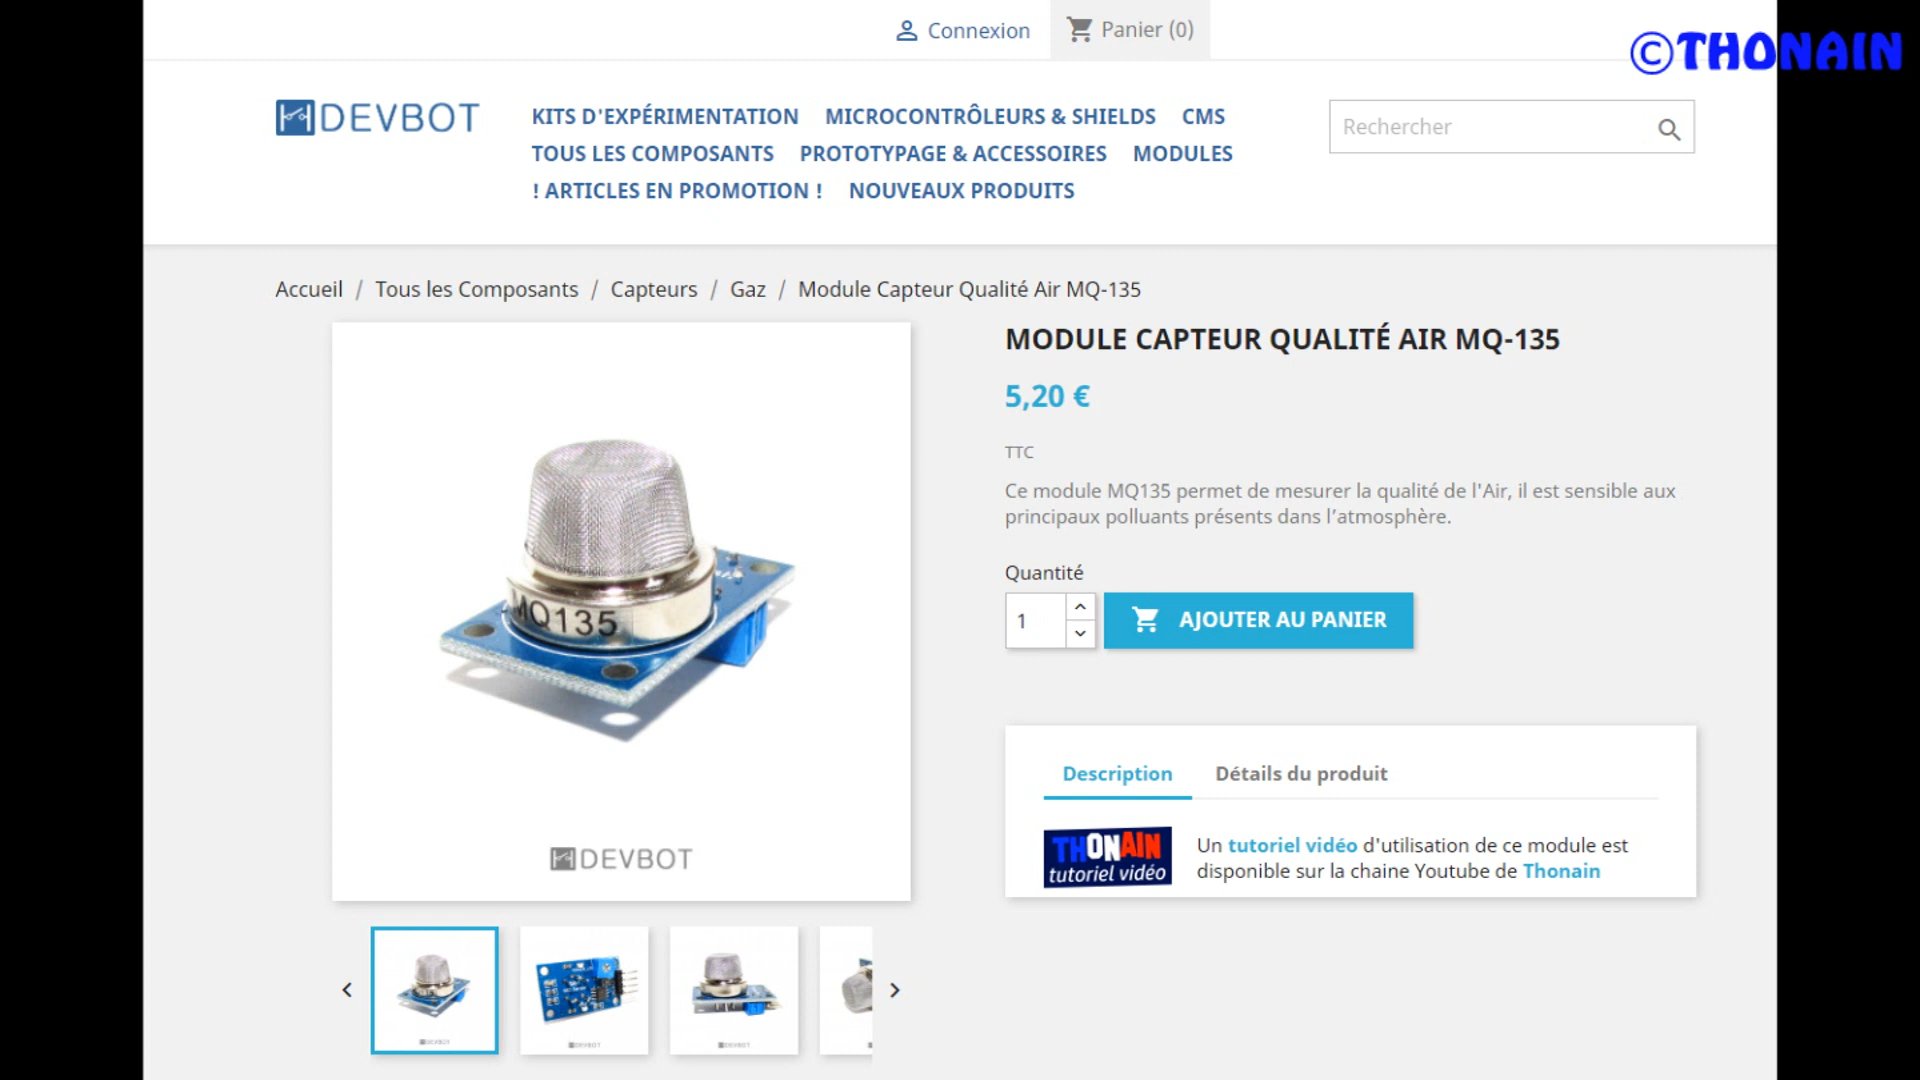 Connexion
Panier (0)
©THONAIN
DEVBOT
KITS D'EXPÉRIMENTATION MICROCONTRÔLEURS & SHIELDS CMS
TOUS LES COMPOSANTS PROTOTYPAGE & ACCESSOIRES MODULES
! ARTICLES EN PROMOTION ! NOUVEAUX PRODUITS
Rechercher
Accueil / Tous les Composants / Capteurs / Gaz / Module Capteur Qualité Air MQ-135
MQ135
DEVBOT
MODULE CAPTEUR QUALITÉ AIR MQ-135
5,20 €
TTC
Ce module MQ135 permet de mesurer la qualité de l'Air, il est sensible aux
principaux polluants présents dans l’atmosphère.
Quantité
1
AJOUTER AU PANIER
Description Détails du produit
THONAIN
tutoriel vidéo
Un tutoriel vidéo d'utilisation de ce module est
disponible sur la chaine Youtube de Thonain
DEVBOT
DEVBOT
DEVBOT